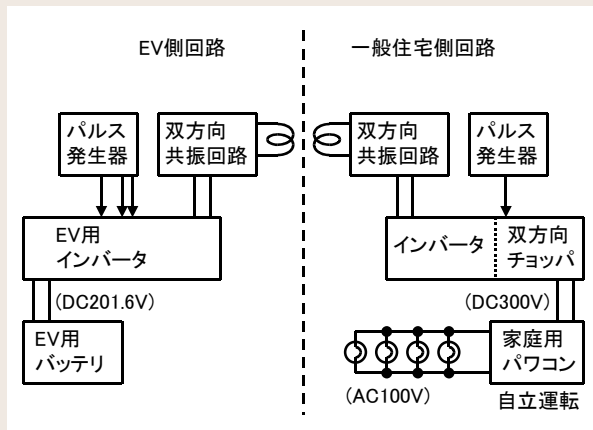 EV側回路
一般住宅側回路
パルス
発生器
双方向
共振回路
双方向
共振回路
パルス
発生器
EV用
インバータ
インバータ
双方向
チョッパ
(DC201.6V)
(DC300V)
EV用
バッテリ
家庭用
パワコン
(AC100V)
自立運転